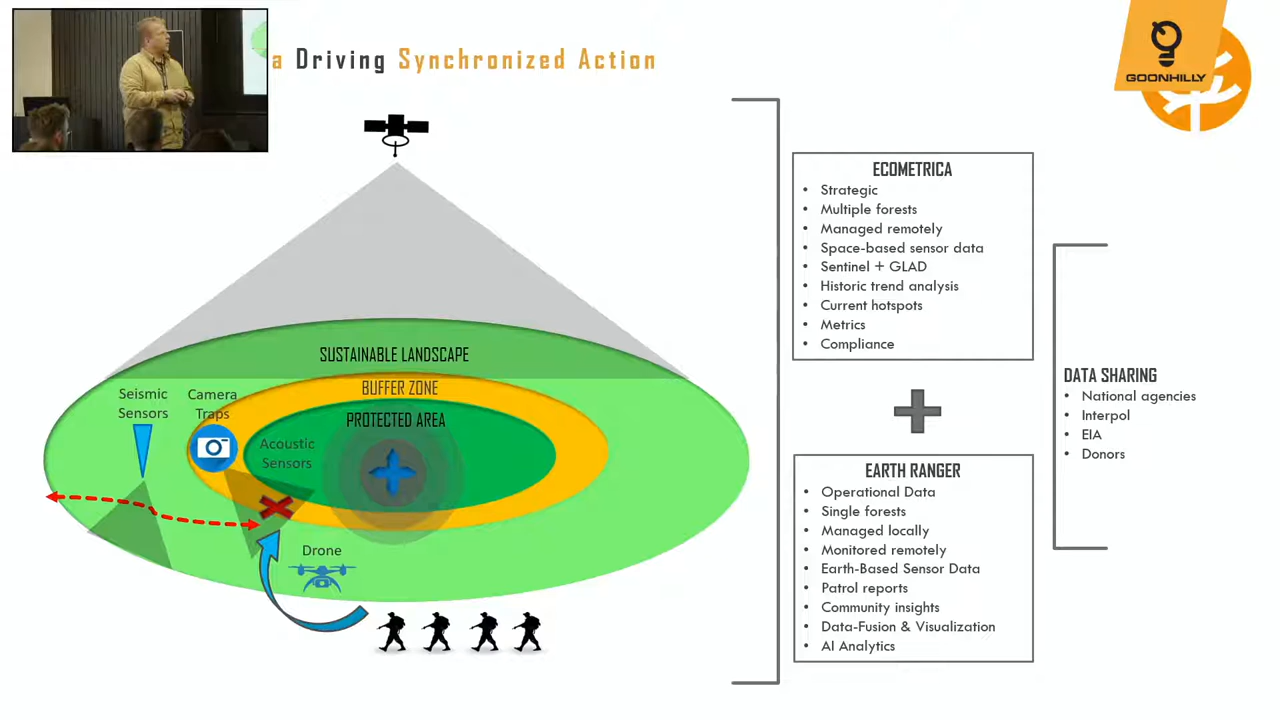 a Driving Synchronized Action
GOONHILLY
SUSTAINABLE LANDSCAPE
BUFFER ZONE
PROTECTED AREA
Seismic
Sensors
Camera
Traps
Acoustic
Sensors
Drone
ECOMETRICA
• Strategic
• Multiple forests
• Managed remotely
• Space-based sensor data
• Sentinel + GLAD
• Historic trend analysis
• Current hotspots
• Metrics
• Compliance
EARTH RANGER
• Operational Data
• Single forests
• Managed locally
• Monitored remotely
• Earth-Based Sensor Data
• Patrol reports
• Community insights
• Data-Fusion & Visualization
• AI Analytics
DATA SHARING
• National agencies
• Interpol
• EIA
• Donors